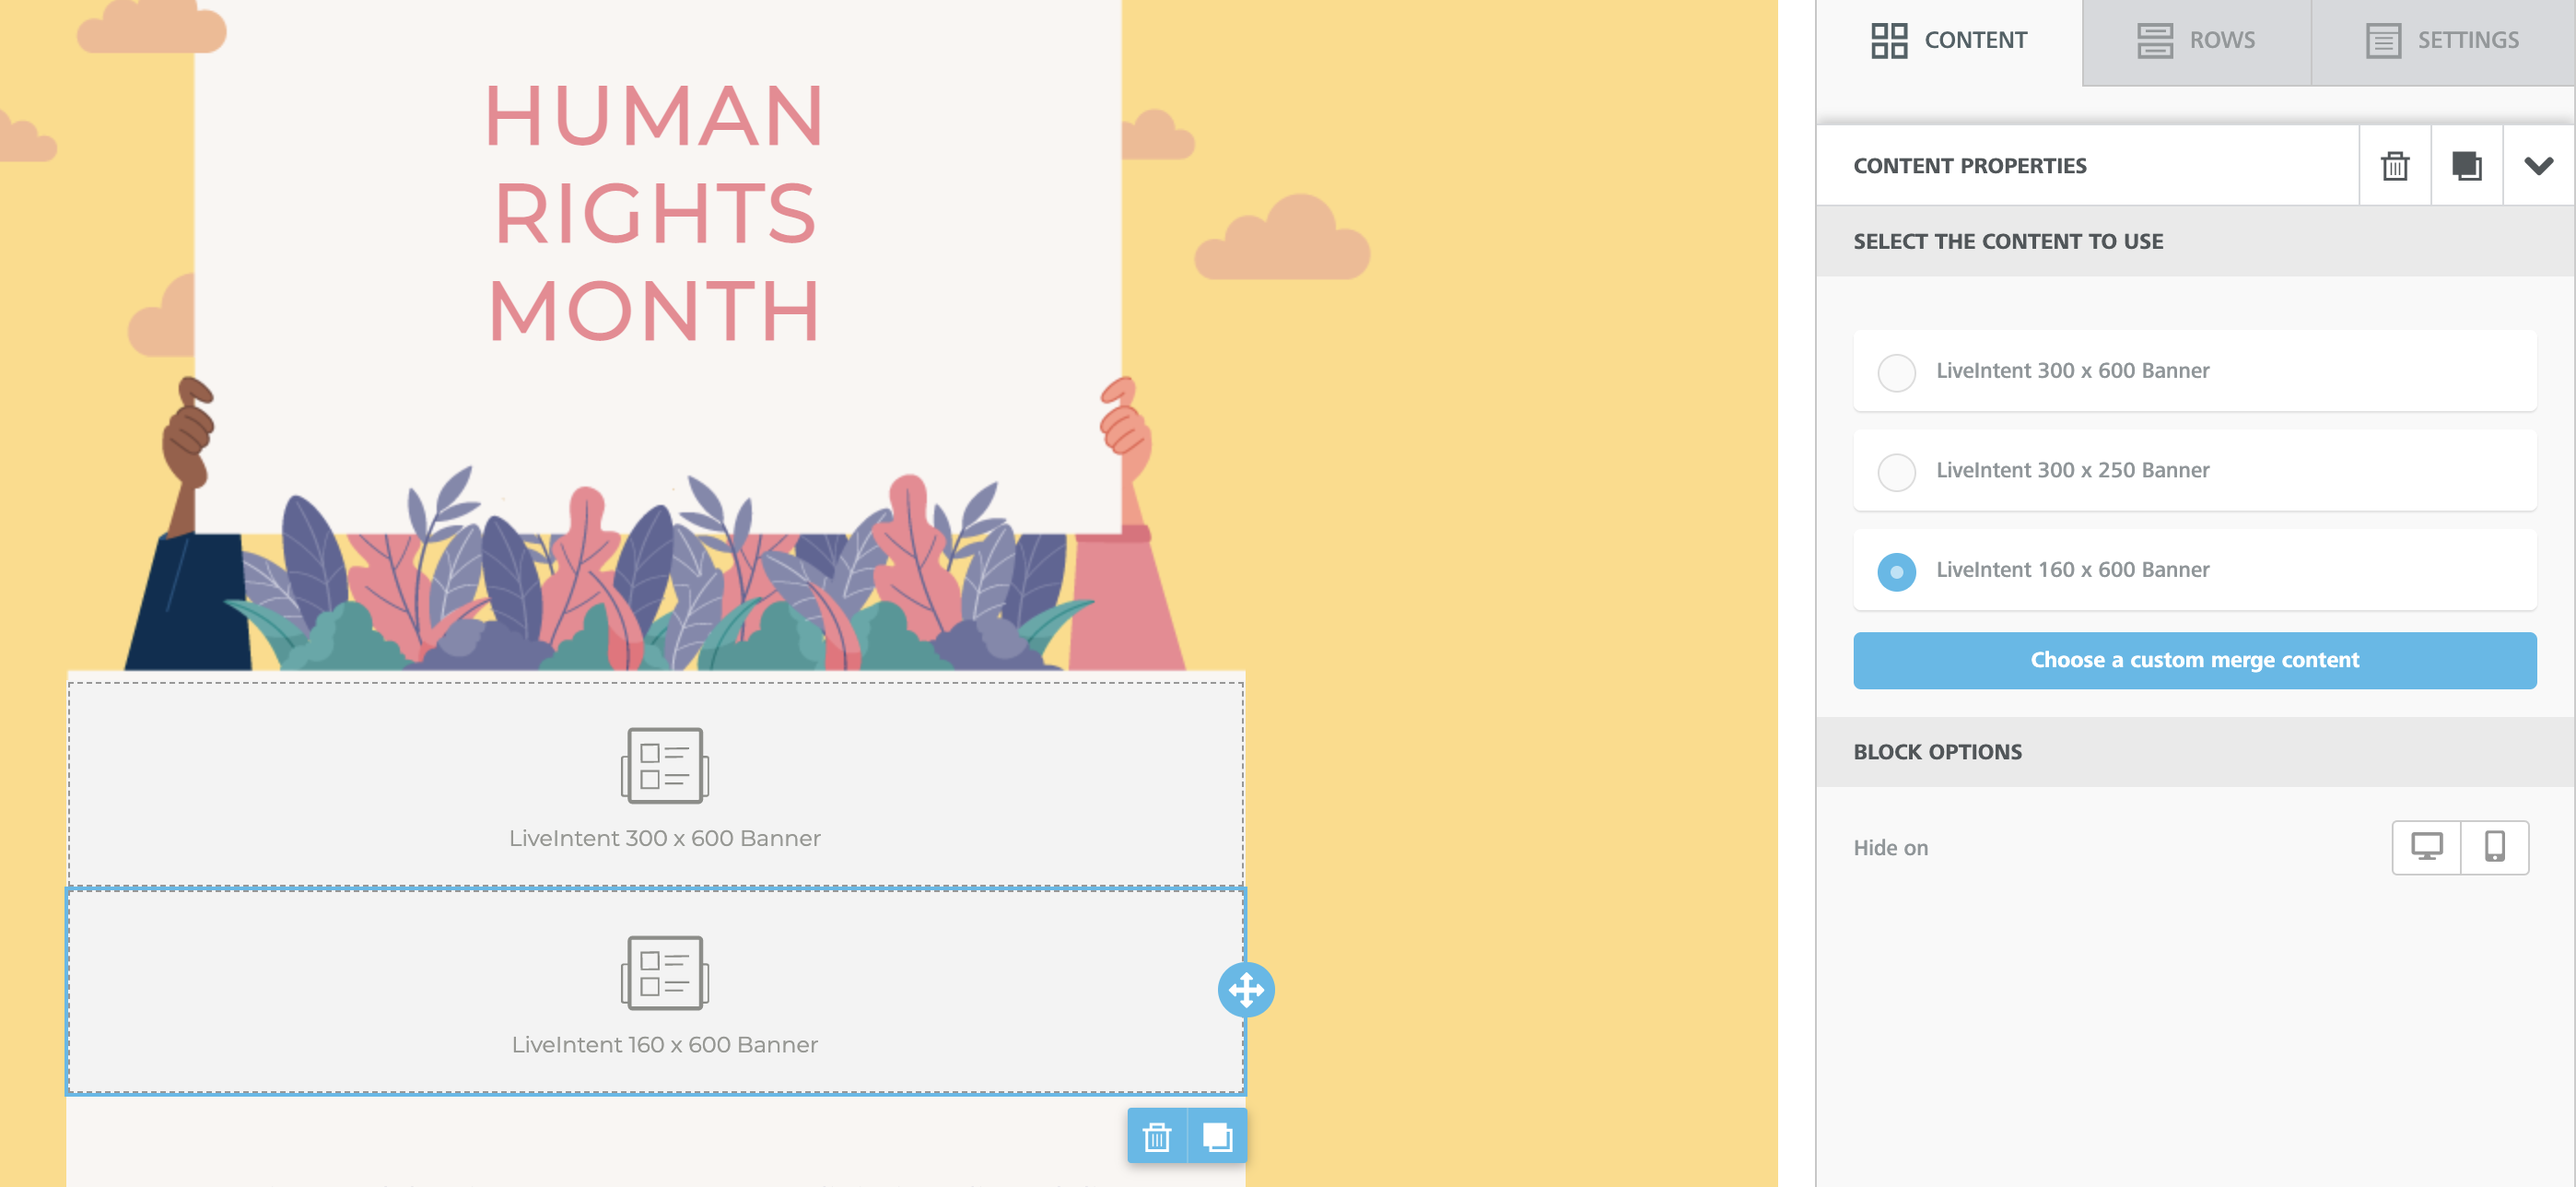 HUMAN
RIGHTS
MONTH
LiveIntent 300 x 600 Banner
LiveIntent 160 x 600 Banner
CONTENT
ROWS
SETTINGS
CONTENT PROPERTIES
SELECT THE CONTENT TO USE
LiveIntent 300 x 600 Banner
LiveIntent 300 x 250 Banner
LiveIntent 160 x 600 Banner
Choose a custom merge content
BLOCK OPTIONS
Hide on